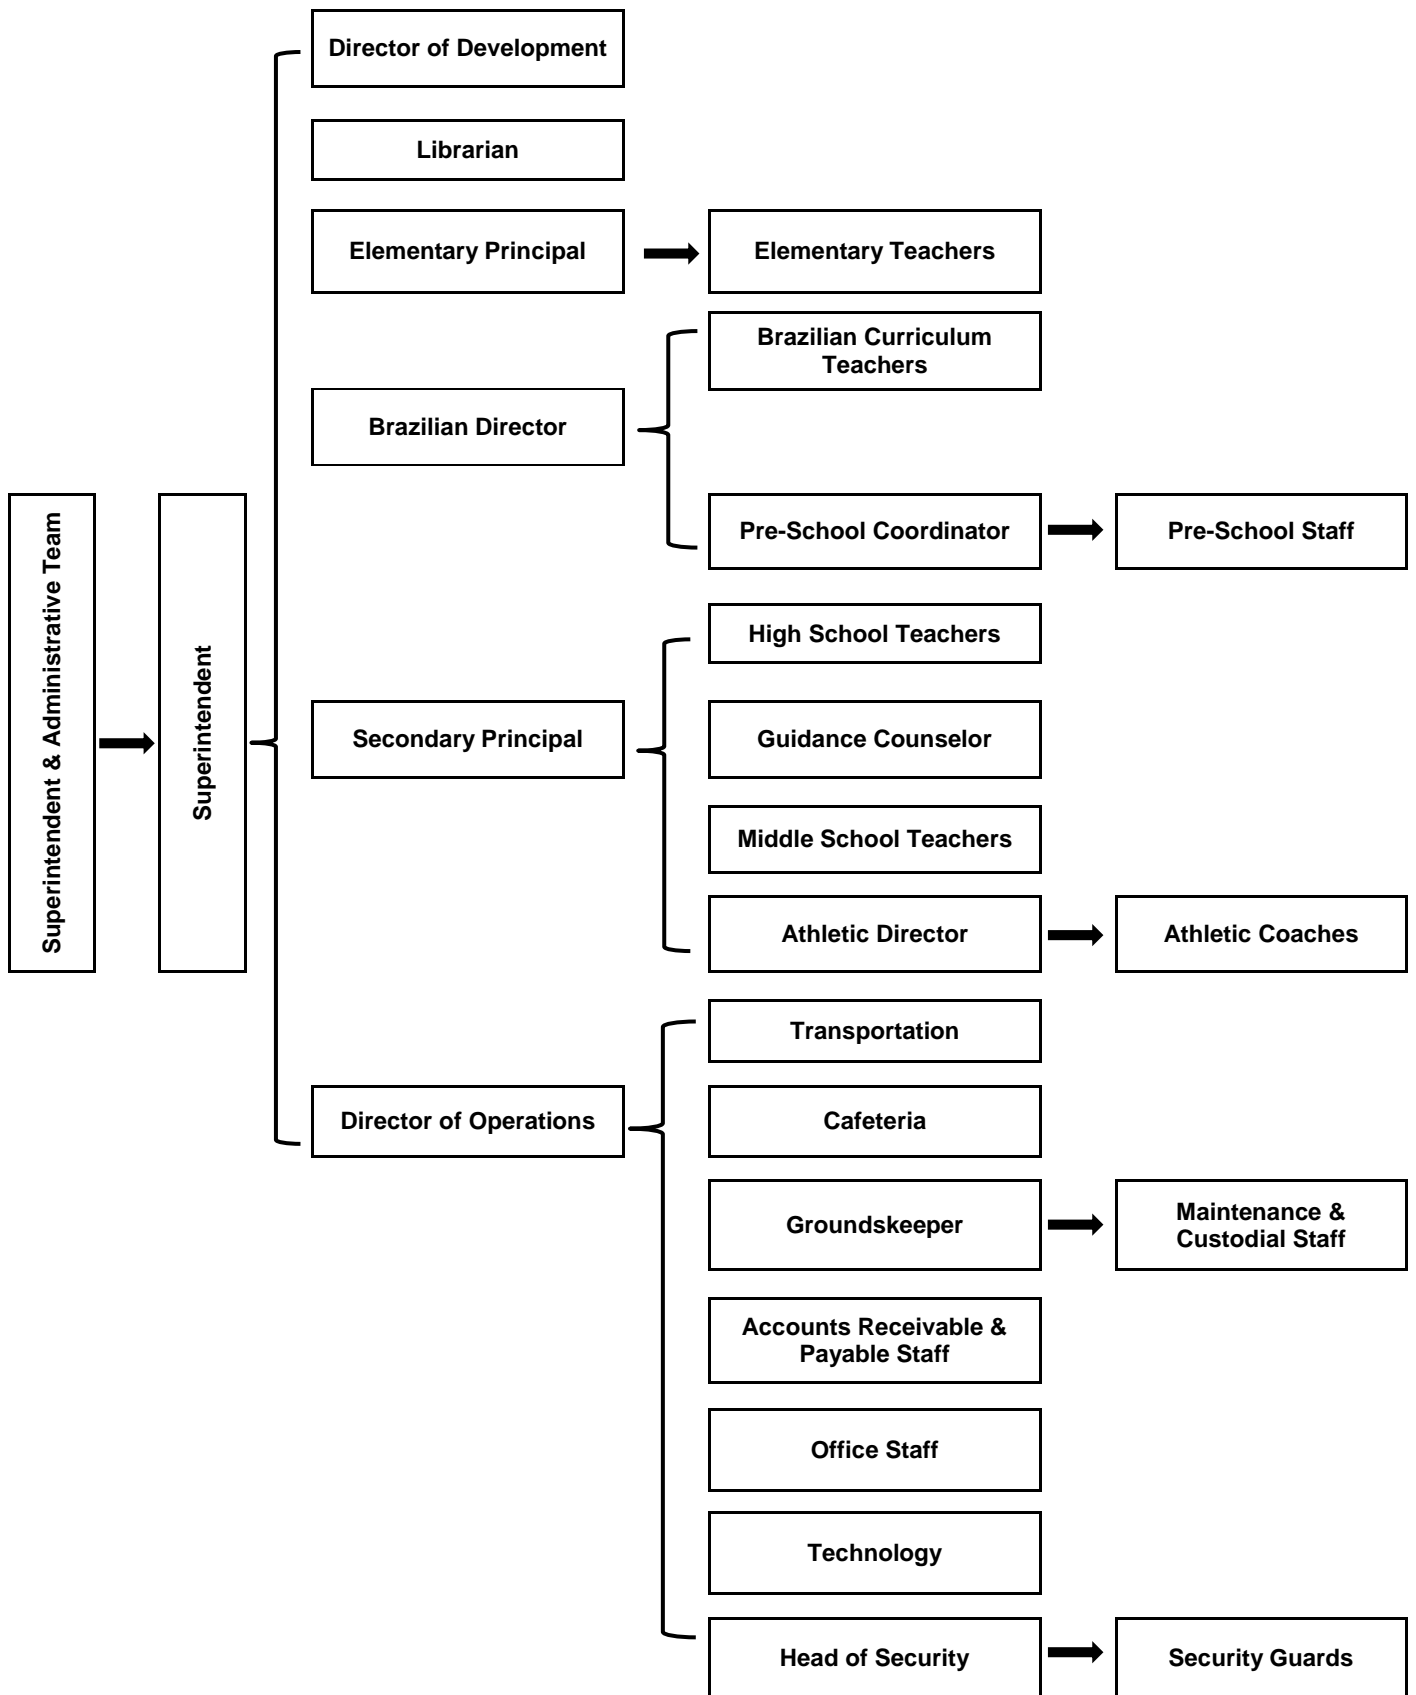 Director of Development
Librarian
Elementary Principal
Elementary Teachers
Brazilian Curriculum
Teachers
Brazilian Director
Pre-School Coordinator
Pre-School Staff
Superintendent & Administrative Team
Superintendent
High School Teachers
Secondary Principal
Guidance Counselor
Middle School Teachers
Athletic Director
Athletic Coaches
Transportation
Director of Operations
Cafeteria
Groundskeeper
Maintenance &
Custodial Staff
Accounts Receivable &
Payable Staff
Office Staff
Technology
Head of Security
Security Guards